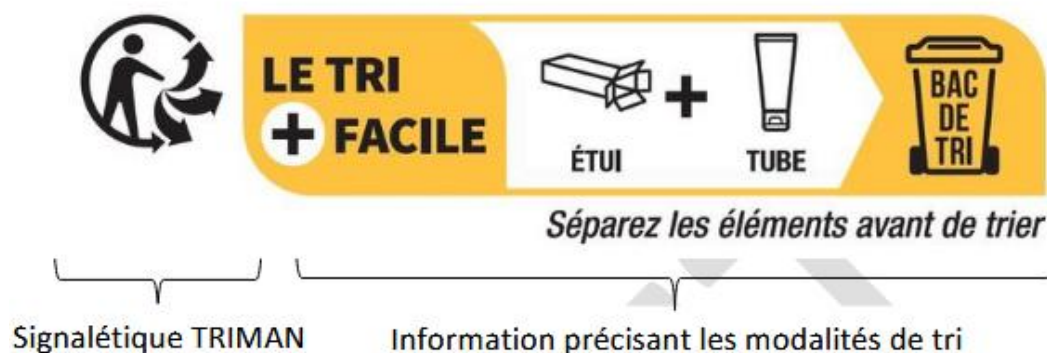 LE TRI
+ FACILE
ÉTUI
+
TUBE
BAC
DE
TRI
Séparez les éléments avant de trier
Signalétique TRIMAN
Information précisant les modalités de tri